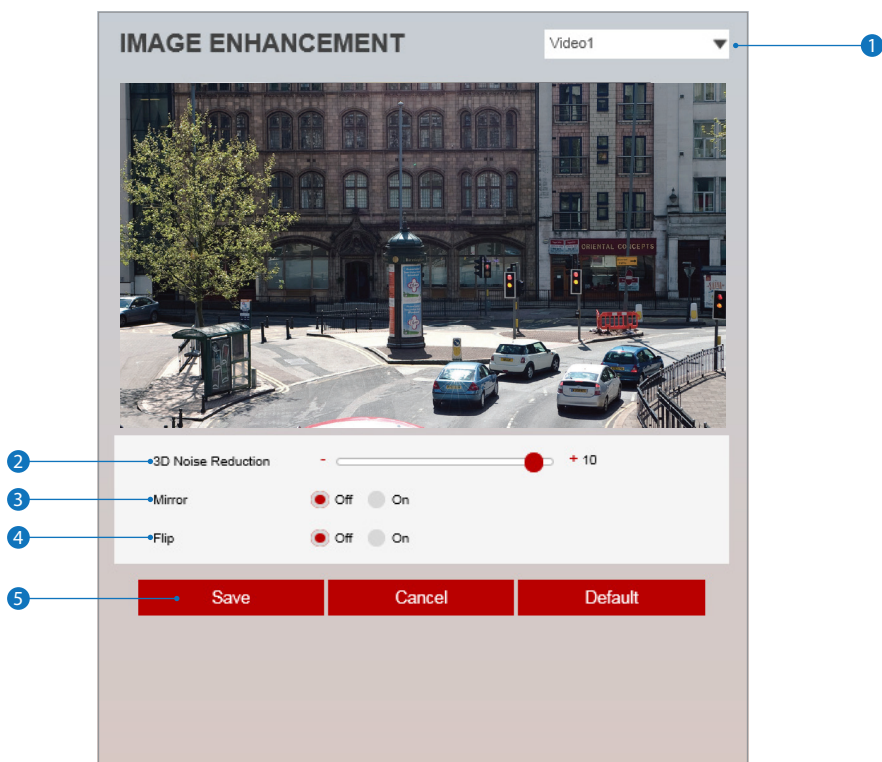 IMAGE ENHANCEMENT
Video1
1
ORIENTAL CONCEPTS
2
3D Noise Reduction - + 10
3
Mirror Off On
4
Flip Off On
5
Save Cancel Default